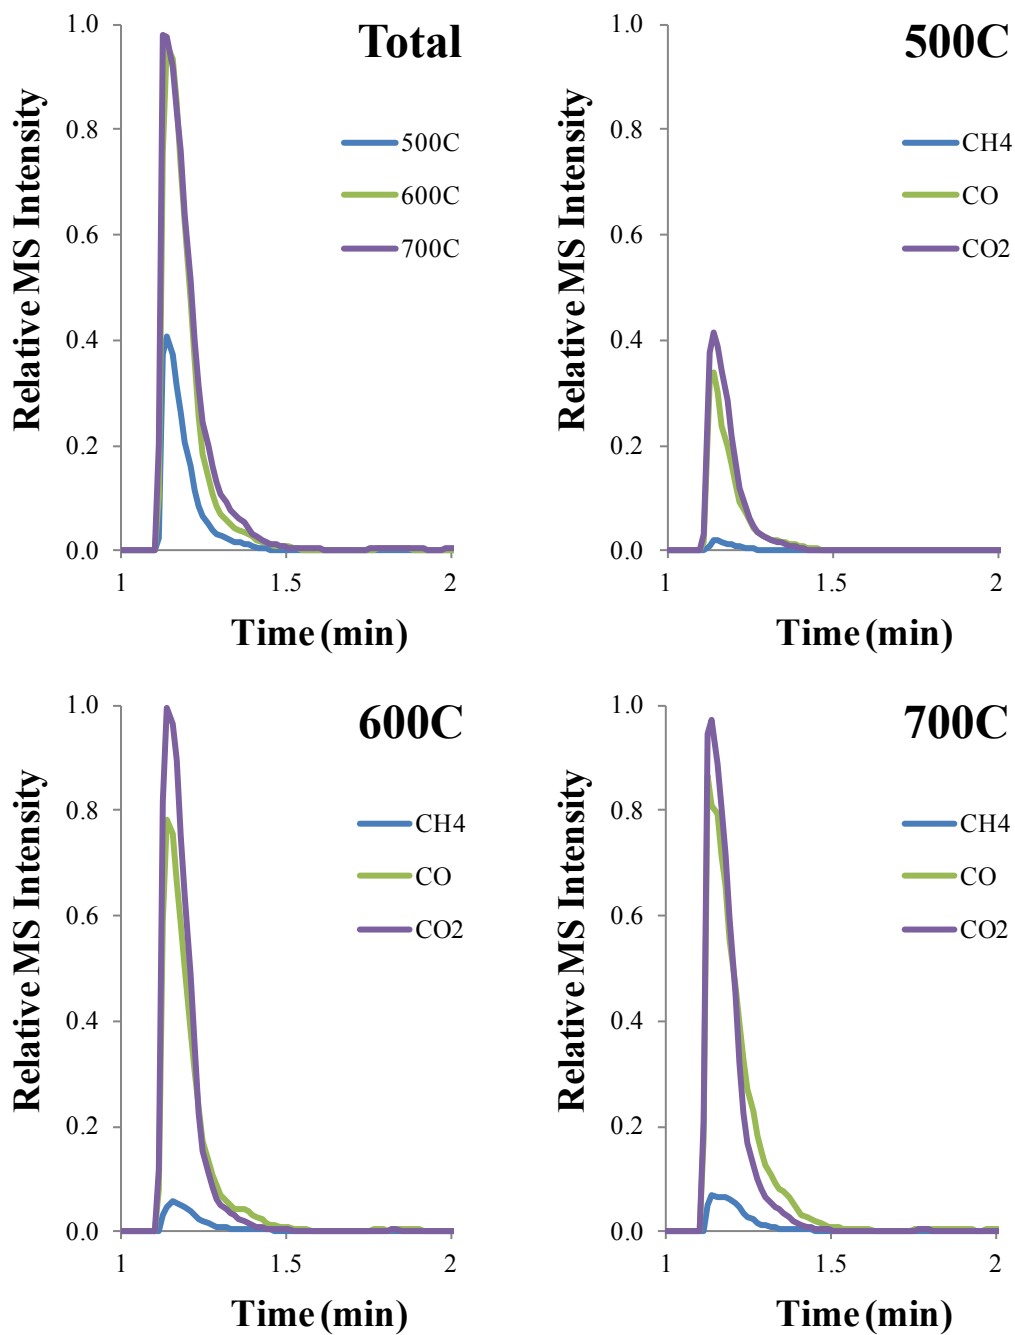 Total
Relative MS Intensity
1.0
0.8
0.6
0.4
0.2
0.0
500C
600C
700C
1
1.5
2
Time (min)
500C
Relative MS Intensity
1.0
0.8
0.6
0.4
0.2
0.0
CH4
CO
CO2
1
1.5
2
Time (min)
600C
Relative MS Intensity
1.0
0.8
0.6
0.4
0.2
0.0
CH4
CO
CO2
1
1.5
2
Time (min)
700C
Relative MS Intensity
1.0
0.8
0.6
0.4
0.2
0.0
CH4
CO
CO2
1
1.5
2
Time (min)